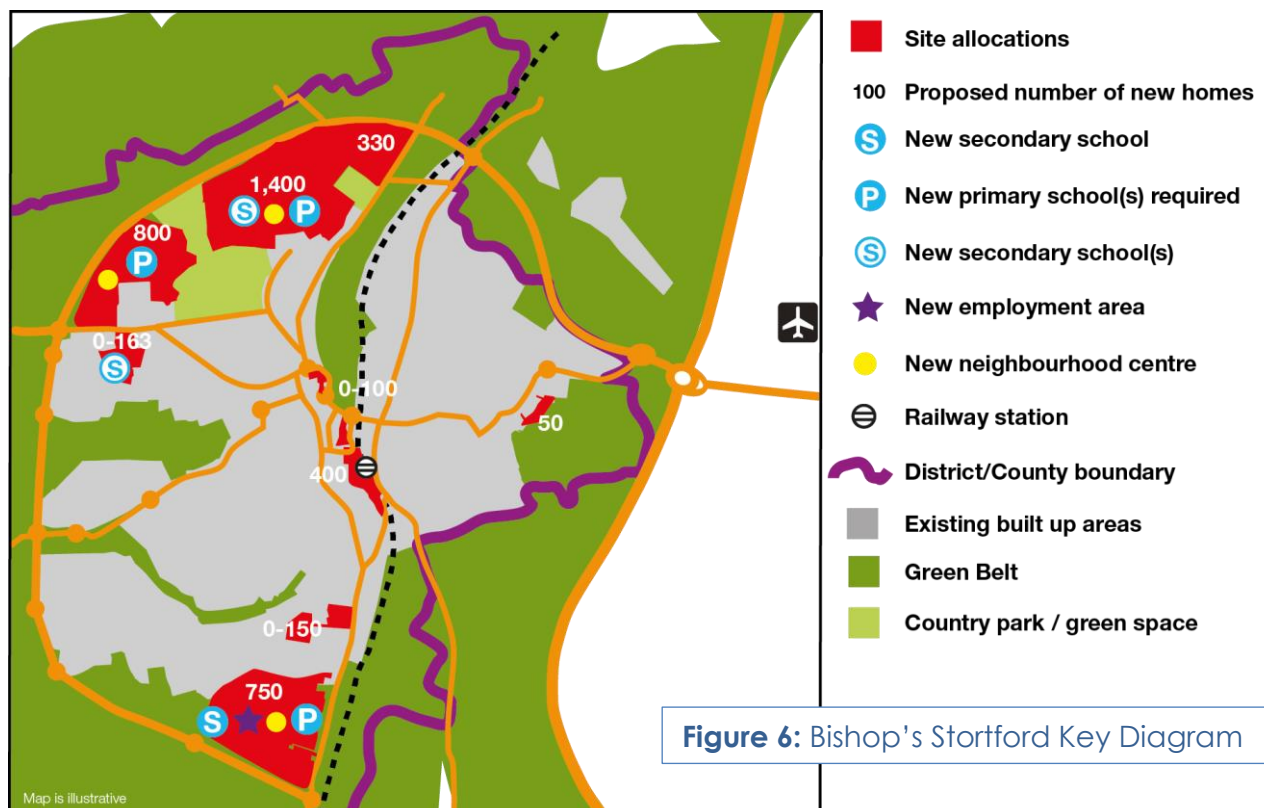 330
1,400
S
P
800
P
0-163
S
0-100
50
400
0-150
750
S
P
Map is illustrative
Site allocations
100 Proposed number of new homes
S New secondary school
P New primary school(s) required
S New secondary school(s)
New employment area
New neighbourhood centre
Railway station
District/County boundary
Existing built up areas
Green Belt
Country park / green space
Figure 6: Bishop’s Stortford Key Diagram